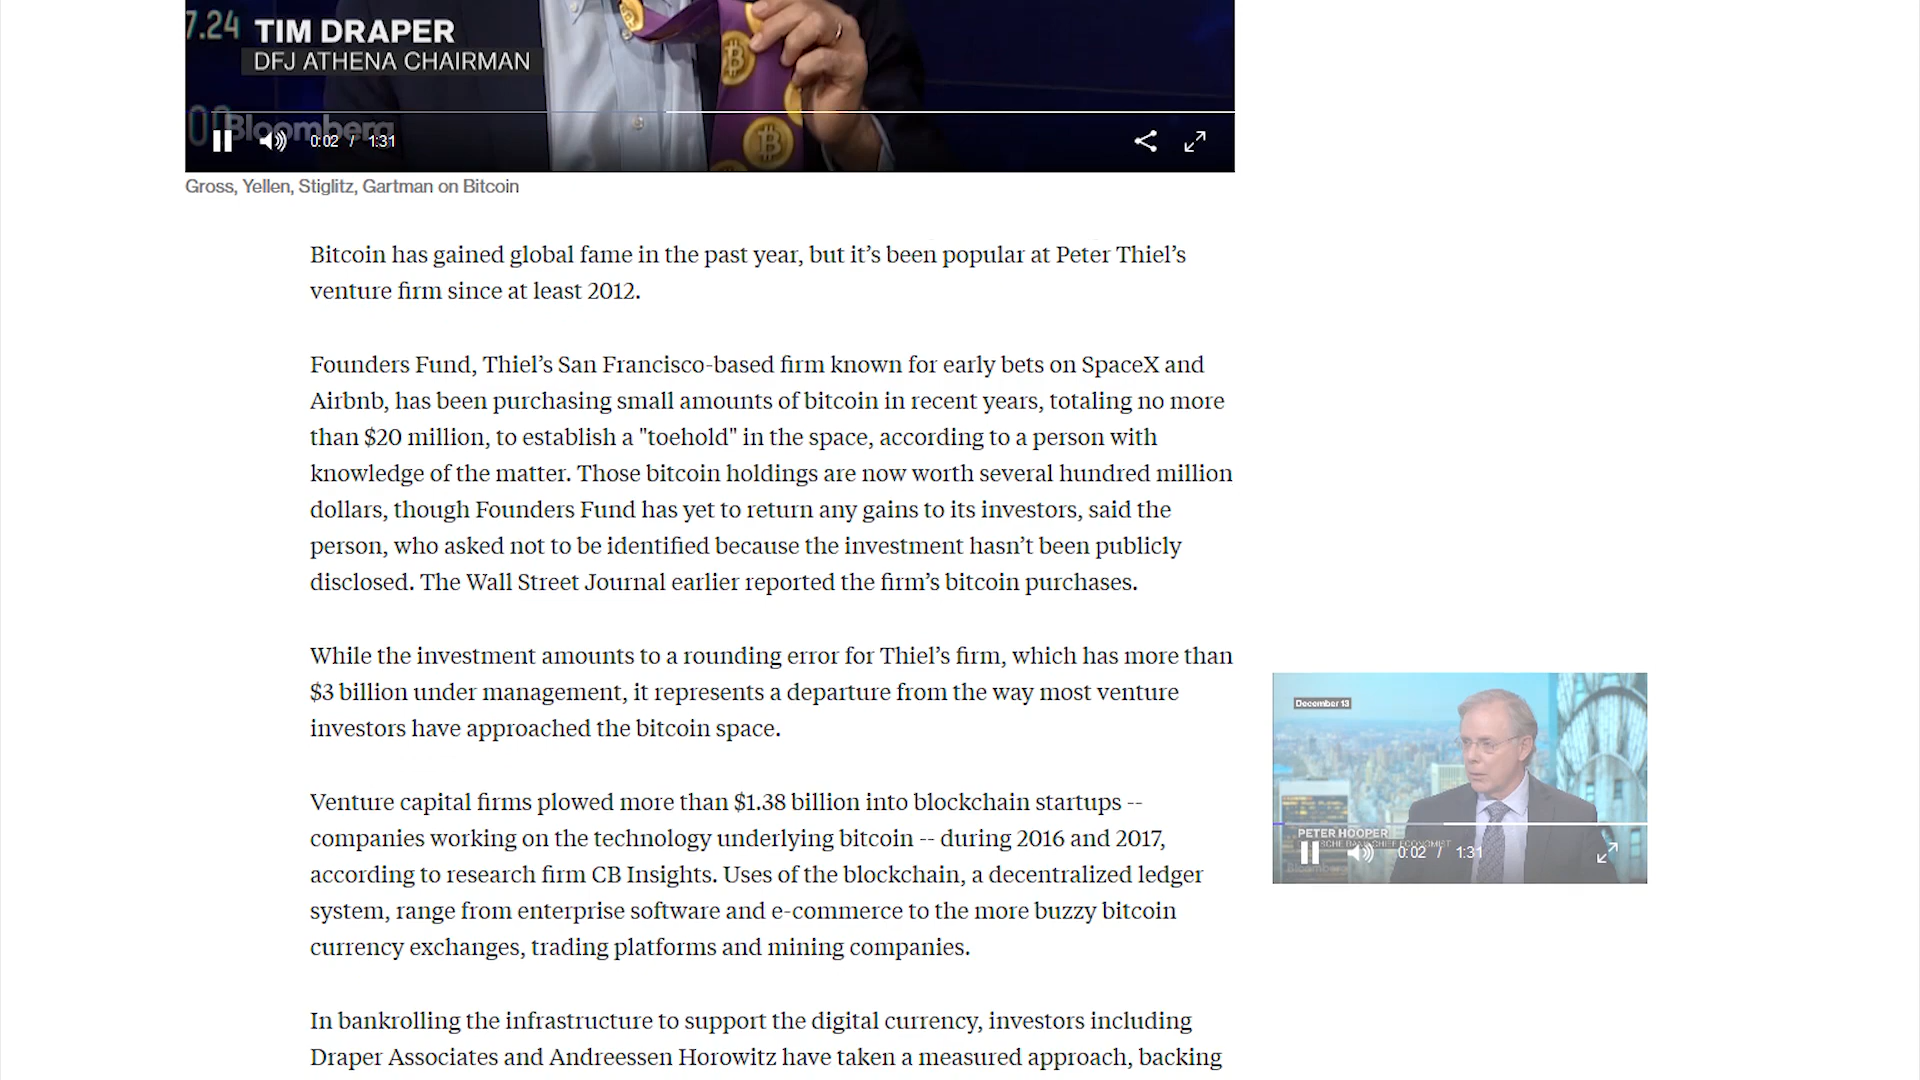 7.24
TIM DRAPER
DFJ ATHENA CHAIRMAN
Bloomberg
0:02 / 1:31
Gross, Yellen, Stiglitz, Gartman on Bitcoin
Bitcoin has gained global fame in the past year, but it’s been popular at Peter Thiel’s
venture firm since at least 2012.
Founders Fund, Thiel’s San Francisco-based firm known for early bets on SpaceX and
Airbnb, has been purchasing small amounts of bitcoin in recent years, totaling no more
than $20 million, to establish a "toehold" in the space, according to a person with
knowledge of the matter. Those bitcoin holdings are now worth several hundred million
dollars, though Founders Fund has yet to return any gains to its investors, said the
person, who asked not to be identified because the investment hasn’t been publicly
disclosed. The Wall Street Journal earlier reported the firm’s bitcoin purchases.
While the investment amounts to a rounding error for Thiel’s firm, which has more than
$3 billion under management, it represents a departure from the way most venture
investors have approached the bitcoin space.
Venture capital firms plowed more than $1.38 billion into blockchain startups --
companies working on the technology underlying bitcoin -- during 2016 and 2017,
according to research firm CB Insights. Uses of the blockchain, a decentralized ledger
system, range from enterprise software and e-commerce to the more buzzy bitcoin
currency exchanges, trading platforms and mining companies.
In bankrolling the infrastructure to support the digital currency, investors including
Draper Associates and Andreessen Horowitz have taken a measured approach, backing
December 13
PETER HOOPER
CHIEF ECONOMIST
Bloomberg
0:02 / 1:31